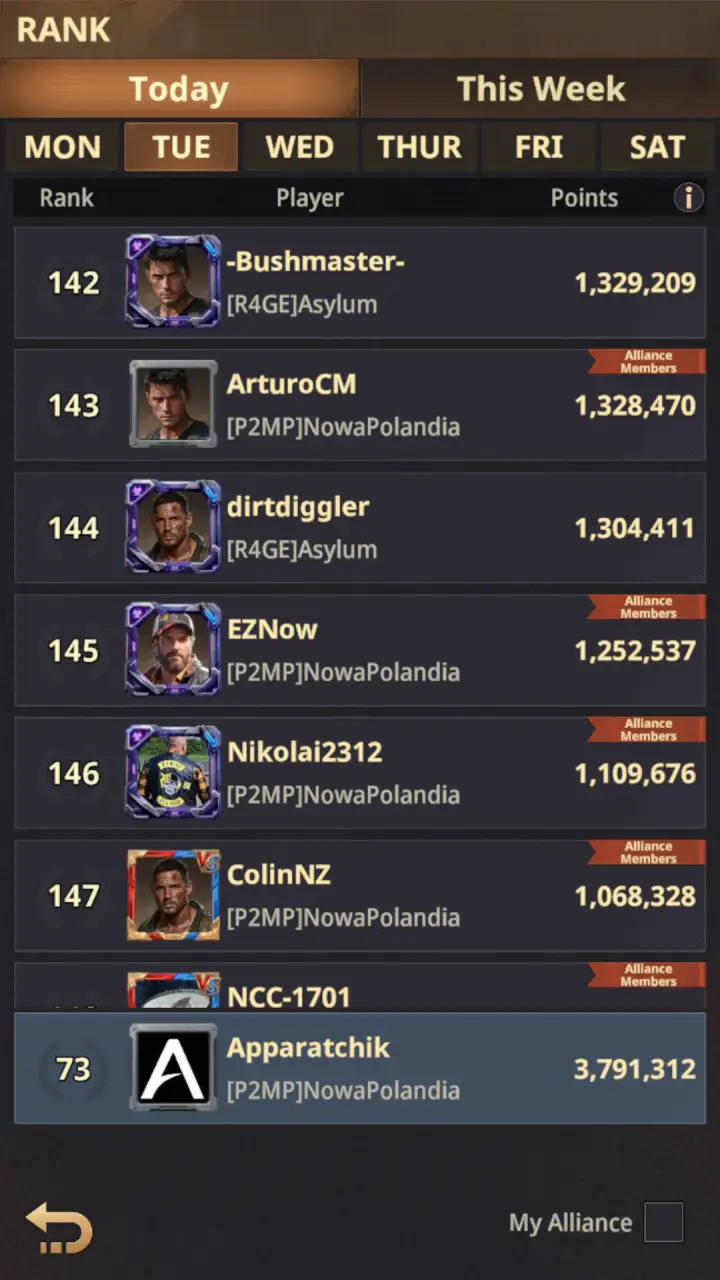 RANK
Today
This Week
MON TUE WED THUR FRI SAT
Rank Player Points i
142
-Bushmaster-
[R4GE]Asylum
1,329,209
143
ArturoCM
[P2MP]NowaPolandia
Alliance
Members
1,328,470
144
dirtdiggler
[R4GE]Asylum
1,304,411
145
EZNow
[P2MP]NowaPolandia
Alliance
Members
1,252,537
146
Nikolai2312
[P2MP]NowaPolandia
Alliance
Members
1,109,676
147
VS
ColinNZ
[P2MP]NowaPolandia
Alliance
Members
1,068,328
VS
NCC-1701
Alliance
Members
73
Apparatchik
[P2MP]NowaPolandia
3,791,312
My Alliance